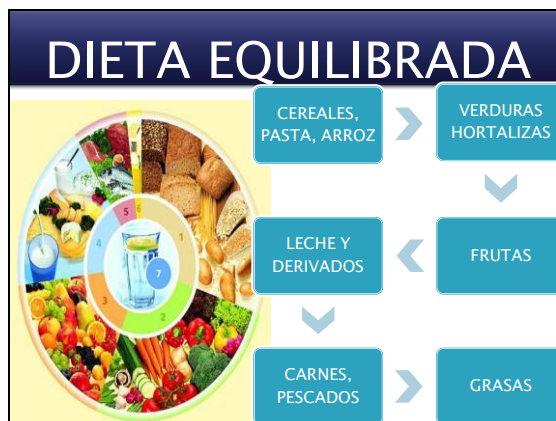 DIETA EQUILIBRADA
CEREALES,
PASTA, ARROZ
VERDURAS
HORTALIZAS
FRUTAS
LECHE Y
DERIVADOS
CARNES,
PESCADOS
GRASAS
1
2
3
4
5
6
7